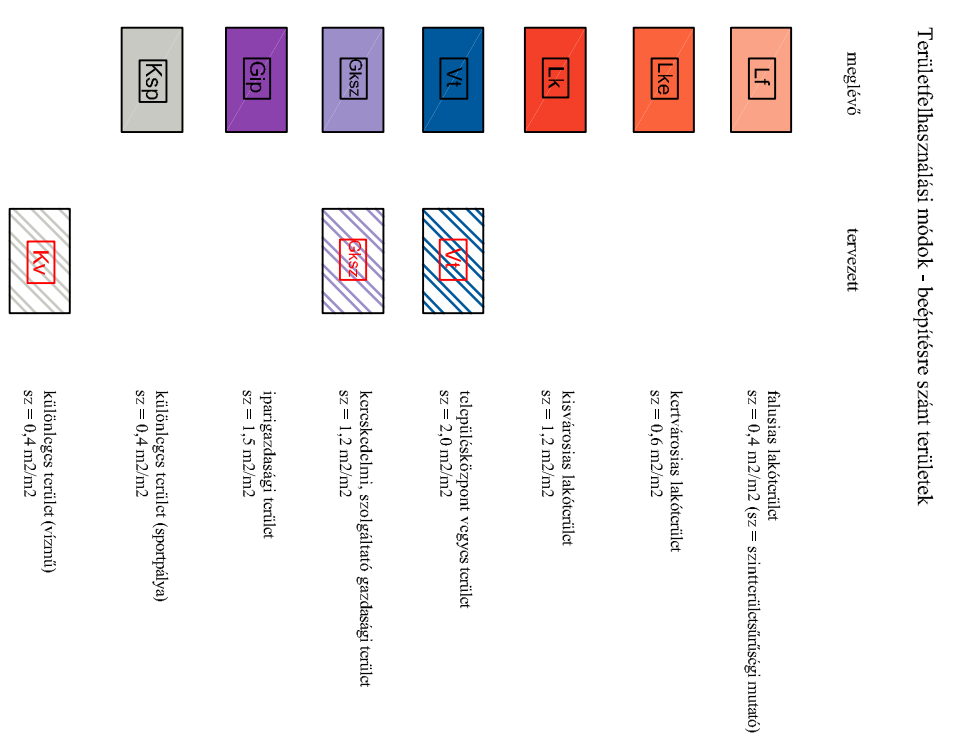 Területfelhasználási módok - beépítésre szánt területek
meglévő tervezett
Lf
falusias lakóterület
sz = 0,4 m2/m2 (sz = szintterületsűrűségi mutató)
Lke
kertvárosias lakóterület
sz = 0,6 m2/m2
Lk
kisvárosias lakóterület
sz = 1,2 m2/m2
Vt Vt
településközpont vegyes terület
sz = 2,0 m2/m2
Gksz Gksz
kereskedelmi, szolgáltató gazdasági terület
sz = 1,2 m2/m2
Gip
iparigazdasági terület
sz = 1,5 m2/m2
Ksp
különleges terület (sportpálya)
sz = 0,4 m2/m2
Kv
különleges terület (vízmű)
sz = 0,4 m2/m2